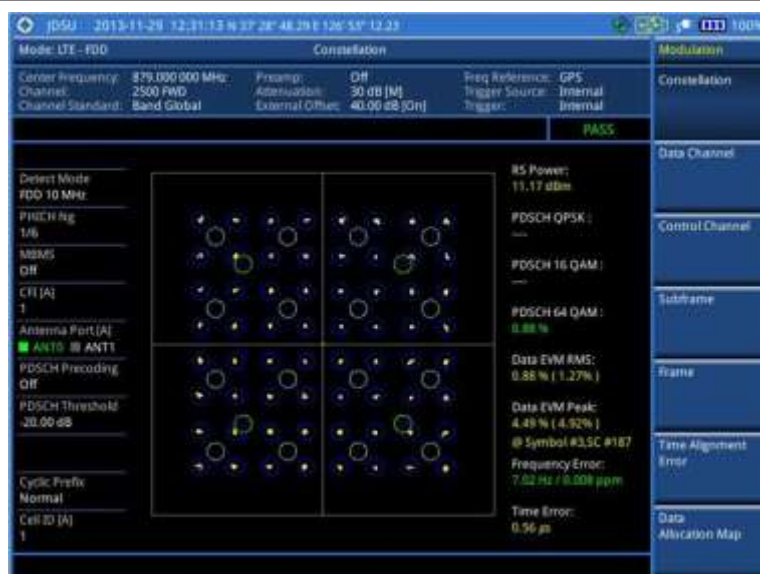 JDSU 2013-11-29 12:31:13 N 37° 28' 48.29 E 126° 53' 12.23 100%
Mode: LTE - FDD Constellation Modulation
Center Frequency: 879.000 000 MHz Preamp: Off Freq Reference: GPS
Channel: 2500 FWD Attenuation: 30 dB [M] Trigger Source: Internal
Channel Standard: Band Global External Offset: 40.00 dB [On] Trigger: Internal
PASS
Detect Mode
FDD 10 MHz
PHICH Ng
1/6
MBMS
Off
CFI [A]
1
Antenna Port [A]
ANT0 ANT1
PDSCH Precoding
Off
PDSCH Threshold
-20.00 dB
Cyclic Prefix
Normal
Cell ID [A]
1
RS Power:
11.17 dBm
PDSCH QPSK :
---
PDSCH 16 QAM :
---
PDSCH 64 QAM :
0.88 %
Data EVM RMS:
0.88 % ( 1.27% )
Data EVM Peak:
4.49 % ( 4.92% )
@ Symbol #3,SC #187
Frequency Error:
7.02 Hz / 0.008 ppm
Time Error:
0.56 µs
Constellation
Data Channel
Control Channel
Subframe
Frame
Time Alignment
Error
Data
Allocation Map